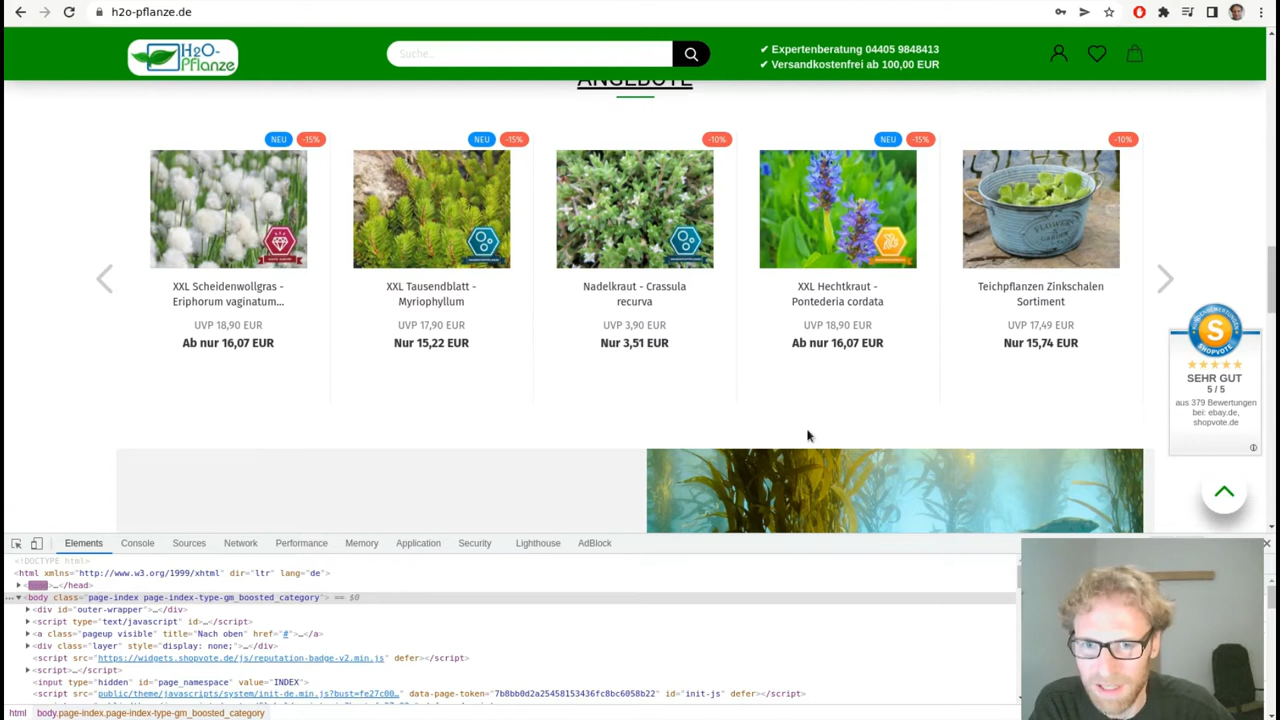 h2o-pflanze.de
H2O-
Pflanze
Suche...
✔ Expertenberatung 04405 9848413
✔ Versandkostenfrei ab 100,00 EUR
ANGEBOTE
NEU -15%
NEU -15%
-10%
NEU -15%
-10%
XXL Scheidenwollgras -
Eriphorum vaginatum...
UVP 18,90 EUR
Ab nur 16,07 EUR
XXL Tausendblatt -
Myriophyllum
UVP 17,90 EUR
Nur 15,22 EUR
Nadelkraut - Crassula
recurva
UVP 3,90 EUR
Nur 3,51 EUR
XXL Hechtkraut -
Pontederia cordata
UVP 18,90 EUR
Ab nur 16,07 EUR
FLOWERS
GARDEN
Teichpflanzen Zinkschalen
Sortiment
UVP 17,49 EUR
Nur 15,74 EUR
KUNDENBEWERTUNGEN
S
SHOPVOTE
SEHR GUT
5 / 5
aus 379 Bewertungen
bei: ebay.de,
shopvote.de
Elements Console Sources Network Performance Memory Application Security Lighthouse AdBlock
<!DOCTYPE html>
<html xmlns="http://www.w3.org/1999/xhtml" dir="ltr" lang="de">
…</head>
<body class="page-index page-index-type-gm_boosted_category"> == $0
<div id="outer-wrapper">…</div>
<script type="text/javascript" id>…</script>
<a class="pageup visible" title="Nach oben" href="#">…</a>
<div class="layer" style="display: none;">…</div>
<script src="https://widgets.shopvote.de/js/reputation-badge-v2.min.js" defer></script>
<script>…</script>
<input type="hidden" id="page_namespace" value="INDEX">
<script src="public/theme/javascripts/system/init-de.min.js?bust=fe27c00…" data-page-token="7b8bb0d2a25458153436fc8bc6058b22" id="init-js" defer></script>
html body.page-index.page-index-type-gm_boosted_category